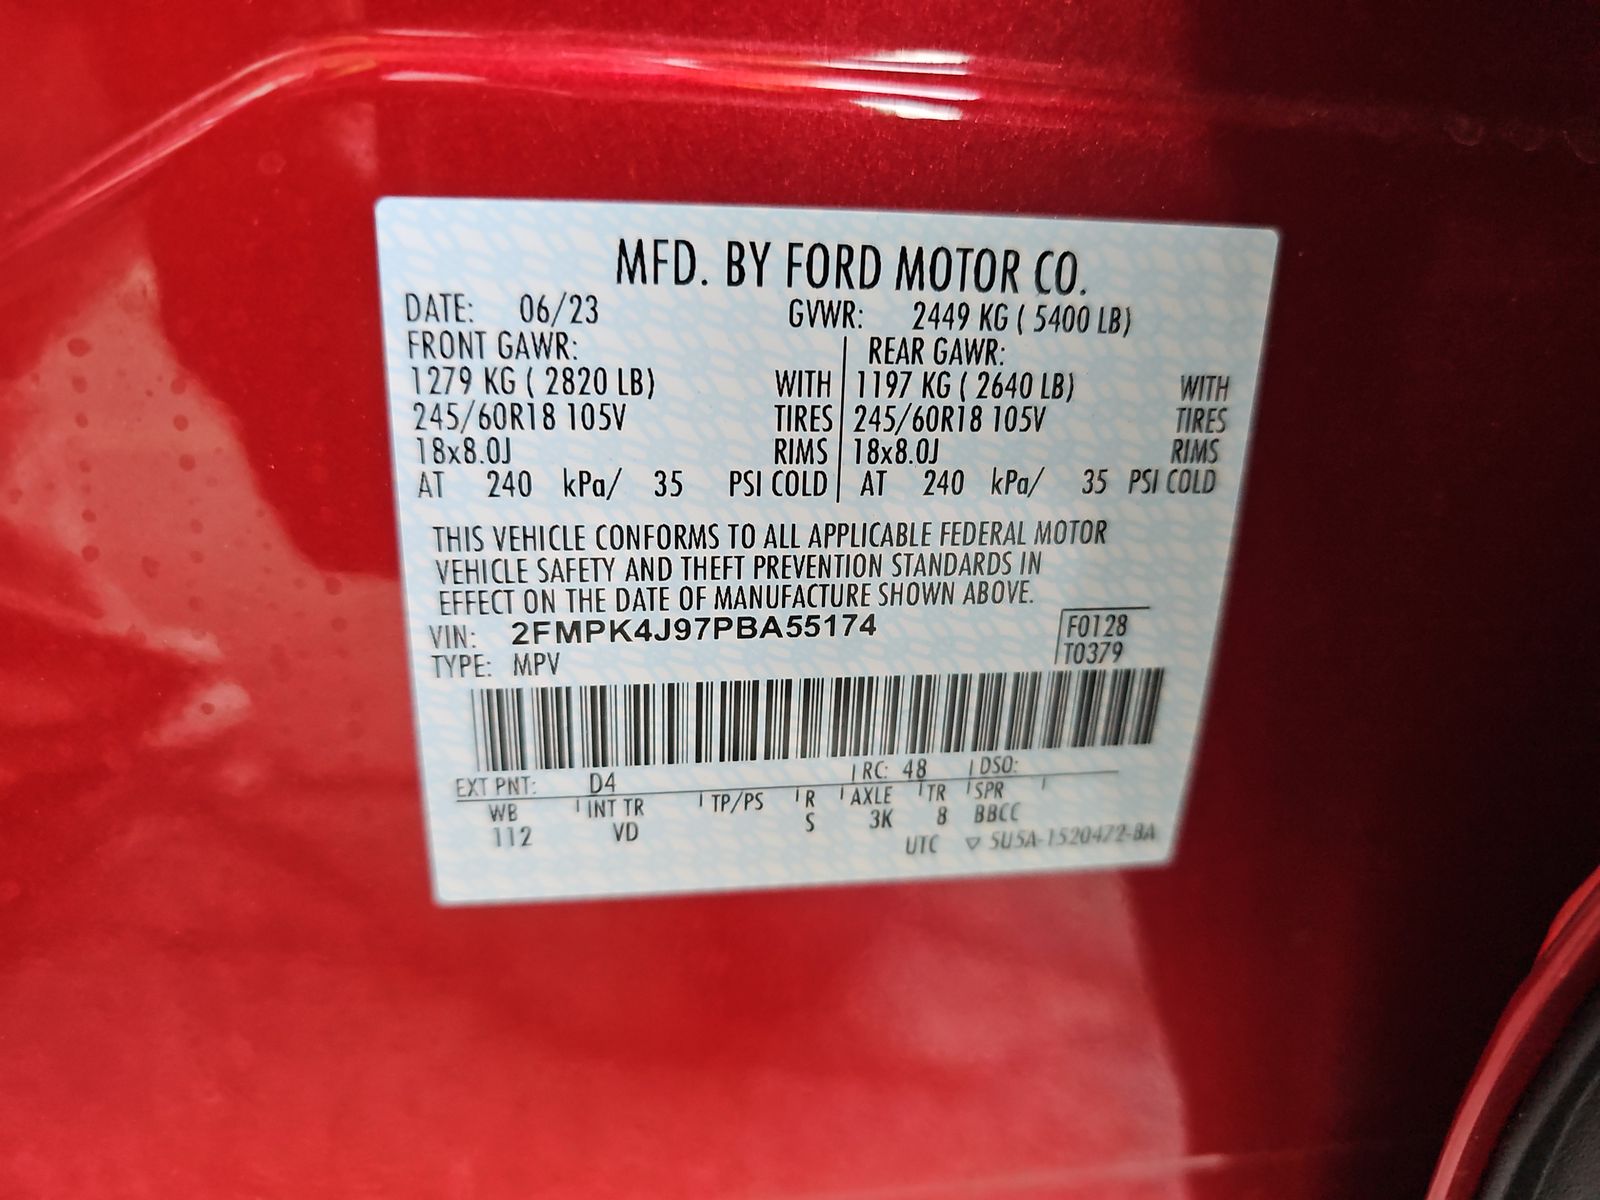 MFD. BY FORD MOTOR CO.
DATE: 06/23 GVWR: 2449 KG ( 5400 LB)
FRONT GAWR: REAR GAWR:
1279 KG ( 2820 LB) WITH 1197 KG ( 2640 LB) WITH
245/60R18 105V TIRES 245/60R18 105V TIRES
18x8.0J RIMS 18x8.0J RIMS
AT 240 kPa/ 35 PSI COLD AT 240 kPa/ 35 PSI COLD
THIS VEHICLE CONFORMS TO ALL APPLICABLE FEDERAL MOTOR
VEHICLE SAFETY AND THEFT PREVENTION STANDARDS IN
EFFECT ON THE DATE OF MANUFACTURE SHOWN ABOVE.
VIN: 2FMPK4J97PBA55174 F0128
TYPE: MPV T0379
EXT PNT: D4 RC: 48 DSO:
WB INT TR TP/PS R AXLE TR SPR
112 VD S 3K 8 BBCC
UTC ▽ 5U5A-1520472-BA